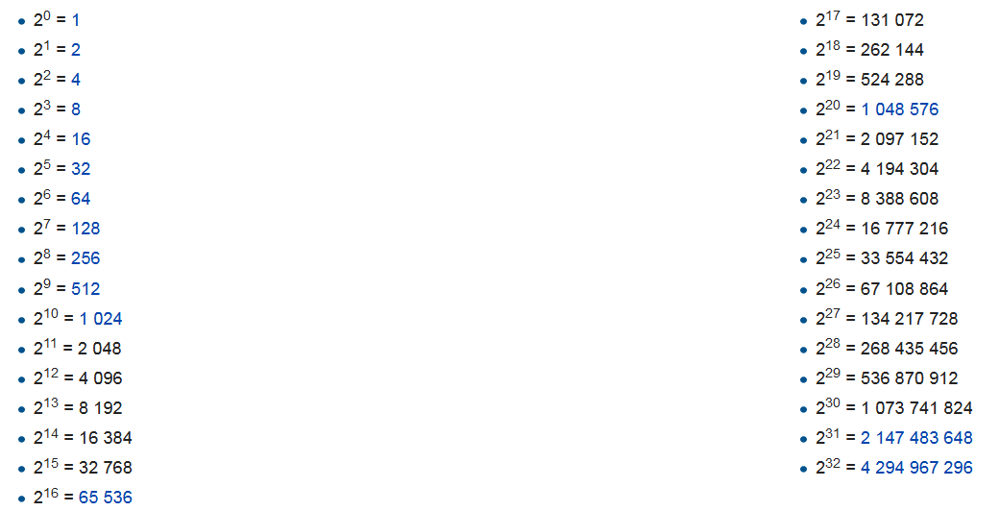 2⁰ = 1
2¹ = 2
2² = 4
2³ = 8
2⁴ = 16
2⁵ = 32
2⁶ = 64
2⁷ = 128
2⁸ = 256
2⁹ = 512
2¹⁰ = 1 024
2¹¹ = 2 048
2¹² = 4 096
2¹³ = 8 192
2¹⁴ = 16 384
2¹⁵ = 32 768
2¹⁶ = 65 536
2¹⁷ = 131 072
2¹⁸ = 262 144
2¹⁹ = 524 288
2²⁰ = 1 048 576
2²¹ = 2 097 152
2²² = 4 194 304
2²³ = 8 388 608
2²⁴ = 16 777 216
2²⁵ = 33 554 432
2²⁶ = 67 108 864
2²⁷ = 134 217 728
2²⁸ = 268 435 456
2²⁹ = 536 870 912
2³⁰ = 1 073 741 824
2³¹ = 2 147 483 648
2³² = 4 294 967 296